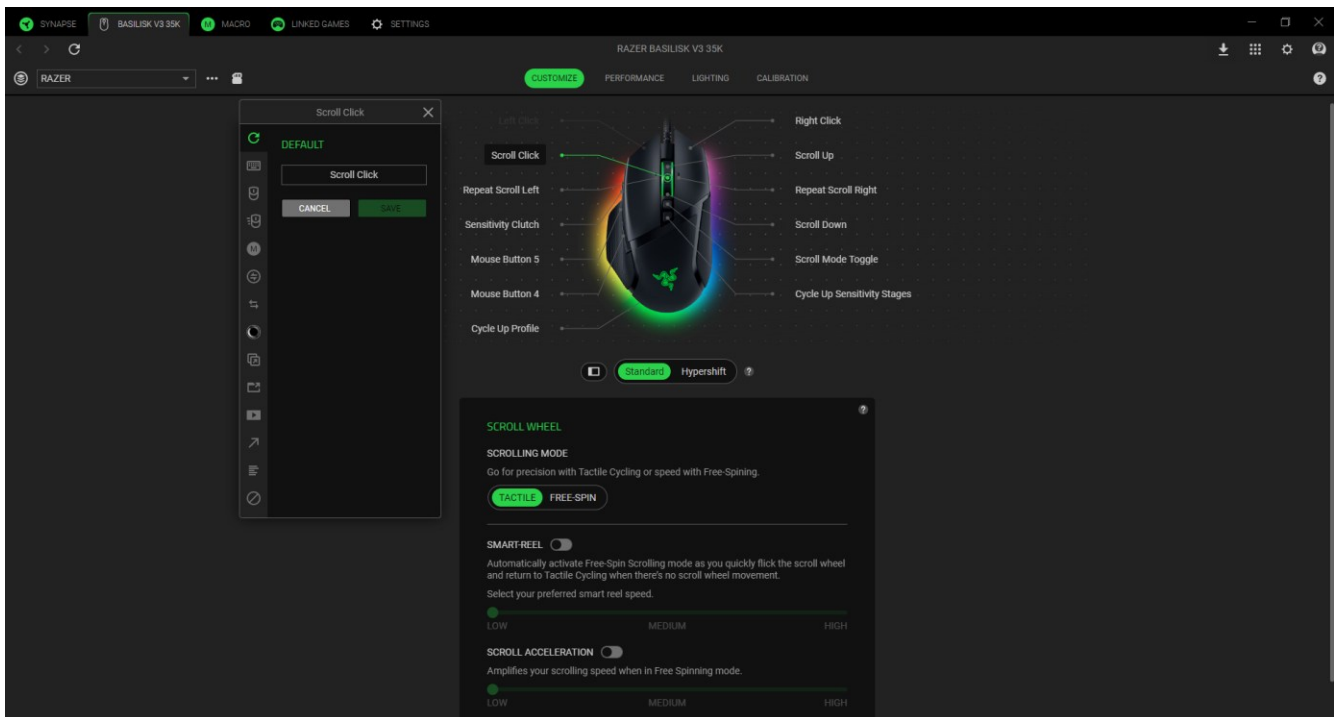 SYNAPSE BASILISK V3 35K MACRO LINKED GAMES SETTINGS
RAZER BASILISK V3 35K
RAZER
CUSTOMIZE PERFORMANCE LIGHTING CALIBRATION
Scroll Click
DEFAULT
Scroll Click
CANCEL SAVE
Left Click
Scroll Click
Repeat Scroll Left
Sensitivity Clutch
Mouse Button 5
Mouse Button 4
Cycle Up Profile
Right Click
Scroll Up
Repeat Scroll Right
Scroll Down
Scroll Mode Toggle
Cycle Up Sensitivity Stages
Standard Hypershift
SCROLL WHEEL
SCROLLING MODE
Go for precision with Tactile Cycling or speed with Free-Spining.
TACTILE FREE-SPIN
SMART-REEL
Automatically activate Free-Spin Scrolling mode as you quickly flick the scroll wheel
and return to Tactile Cycling when there's no scroll wheel movement.
Select your preferred smart reel speed.
LOW MEDIUM HIGH
SCROLL ACCELERATION
Amplifies your scrolling speed when in Free Spinning mode.
LOW MEDIUM HIGH